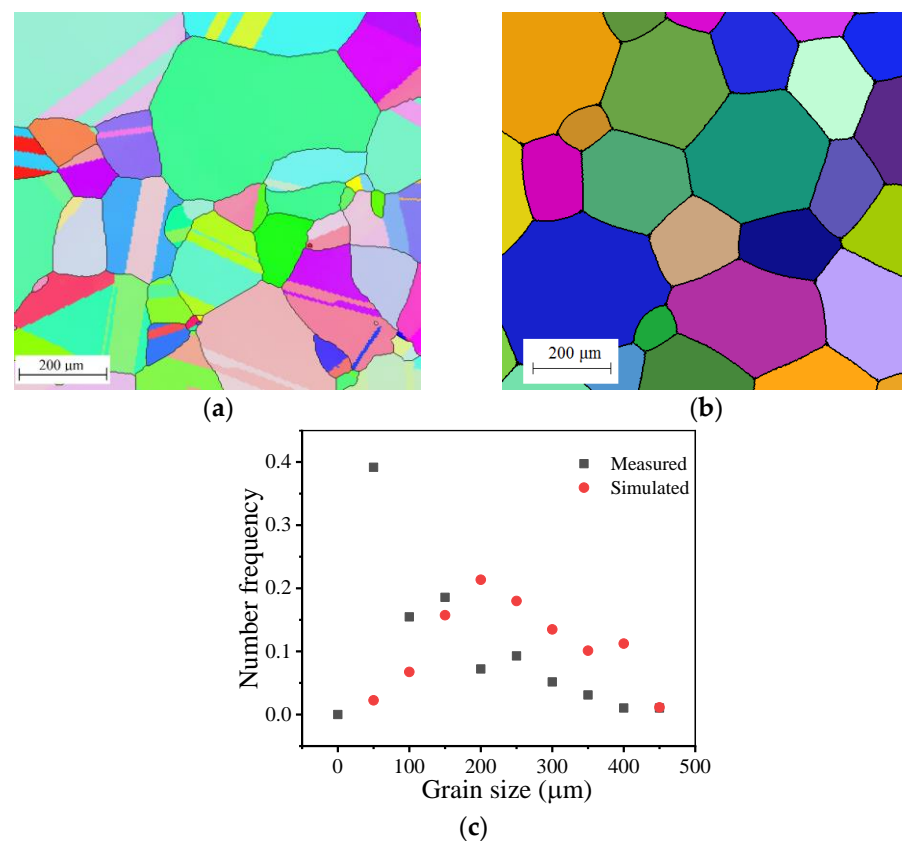 200 μm
200 μm
(a)
(b)
Number frequency
0.4
0.3
0.2
0.1
0.0
Measured
Simulated
0 100 200 300 400 500
Grain size (μm)
(c)